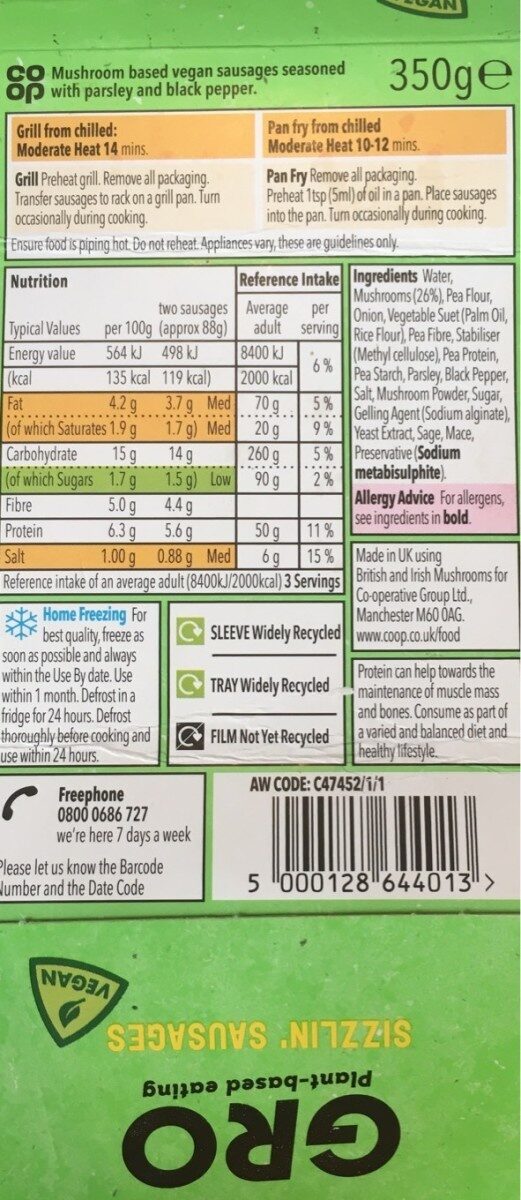 VEGAN
CO
OP
Mushroom based vegan sausages seasoned
with parsley and black pepper.
350g℮
Grill from chilled:
Moderate Heat 14 mins.
Grill Preheat grill. Remove all packaging.
Transfer sausages to rack on a grill pan. Turn
occasionally during cooking.
Pan fry from chilled
Moderate Heat 10-12 mins.
Pan Fry Remove all packaging.
Preheat 1tsp (5ml) of oil in a pan. Place sausages
into the pan. Turn occasionally during cooking.
Ensure food is piping hot. Do not reheat. Appliances vary, these are guidelines only.
Nutrition Reference Intake
two sausages Average per
Typical Values per 100g (approx 88g) adult serving
Energy value 564 kJ 498 kJ 8400 kJ
6%
(kcal 135 kcal 119 kcal) 2000 kcal
Fat 4.2 g 3.7 g Med 70 g 5%
(of which Saturates 1.9 g 1.7 g) Med 20 g 9%
Carbohydrate 15 g 14 g 260 g 5%
(of which Sugars 1.7 g 1.5 g) Low 90 g 2%
Fibre 5.0 g 4.4 g
Protein 6.3 g 5.6 g 50 g 11%
Salt 1.00 g 0.88 g Med 6 g 15%
Reference intake of an average adult (8400kJ/2000kcal) 3 Servings
Ingredients Water,
Mushrooms (26%), Pea Flour,
Onion, Vegetable Suet (Palm Oil,
Rice Flour), Pea Fibre, Stabiliser
(Methyl cellulose), Pea Protein,
Pea Starch, Parsley, Black Pepper,
Salt, Mushroom Powder, Sugar,
Gelling Agent (Sodium alginate),
Yeast Extract, Sage, Mace,
Preservative (Sodium
metabisulphite).
Allergy Advice For allergens,
see ingredients in bold.
Made in UK using
British and Irish Mushrooms for
Co-operative Group Ltd.,
Manchester M60 0AG.
www.coop.co.uk/food
Home Freezing For
best quality, freeze as
soon as possible and always
within the Use By date. Use
within 1 month. Defrost in a
fridge for 24 hours. Defrost
thoroughly before cooking and
use within 24 hours.
SLEEVE Widely Recycled
TRAY Widely Recycled
FILM Not Yet Recycled
Protein can help towards the
maintenance of muscle mass
and bones. Consume as part of
a varied and balanced diet and
healthy lifestyle.
Freephone
0800 0686 727
we're here 7 days a week
Please let us know the Barcode
Number and the Date Code
AW CODE: C47452/1/1
5 000128 644013 >
GRO
Plant-based eating
SIZZLIN' SAUSAGES
VEGAN